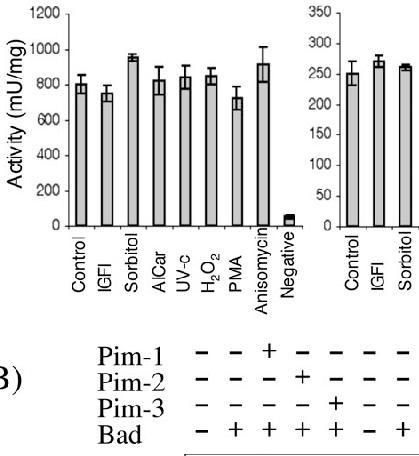 1200
1000
800
600
400
200
0
Activity (mU/mg)
Control
IGFI
Sorbitol
AICar
UV-c
H₂O₂
PMA
Anisomycin
Negative
350
300
250
200
150
100
50
0
Control
IGFI
Sorbitol
B)
Pim-1 – – + – – – –
Pim-2 – – – + – – –
Pim-3 – – – – + – –
Bad – + + + + – +